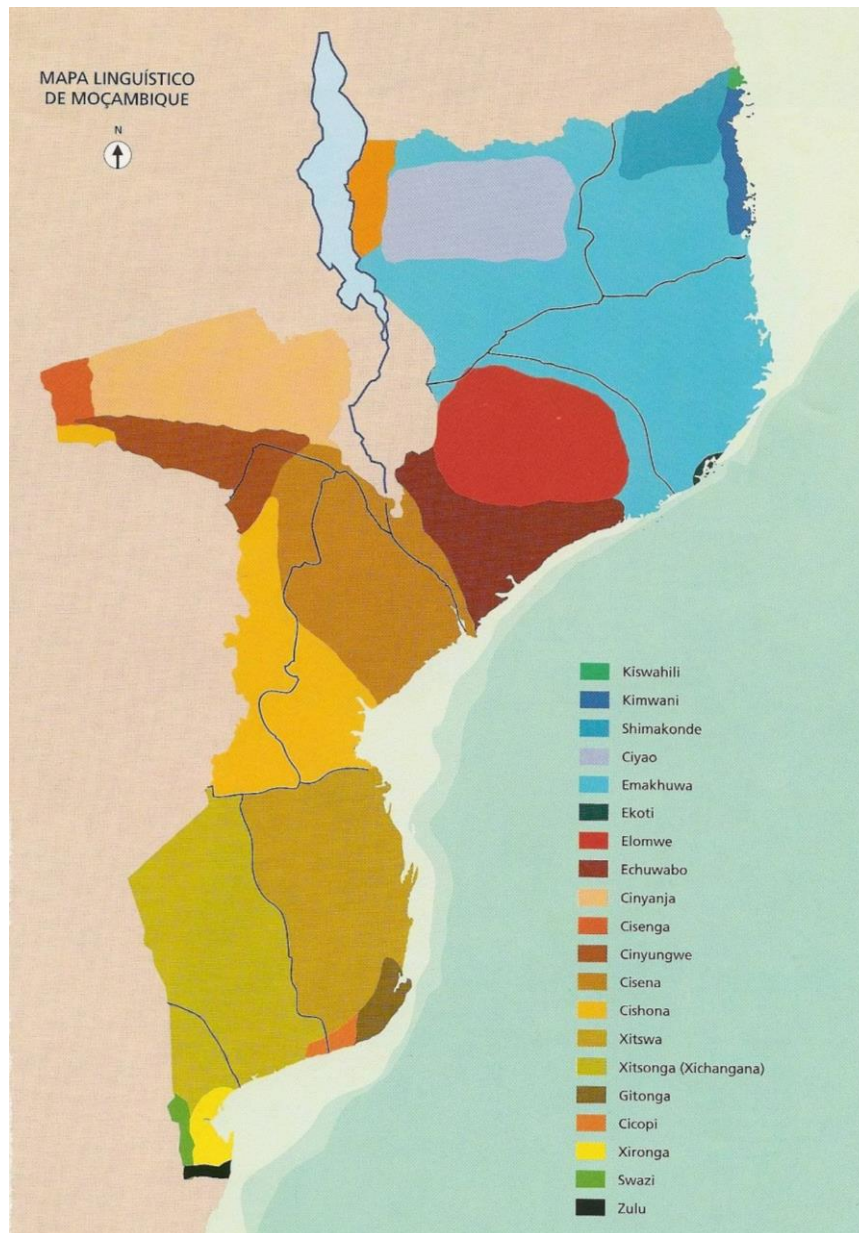 MAPA LINGUÍSTICO
DE MOÇAMBIQUE
N
Kiswahili
Kimwani
Shimakonde
Ciyao
Emakhuwa
Ekoti
Elomwe
Echuwabo
Cinyanja
Cisenga
Cinyungwe
Cisena
Cishona
Xitswa
Xitsonga (Xichangana)
Gitonga
Cicopi
Xironga
Swazi
Zulu